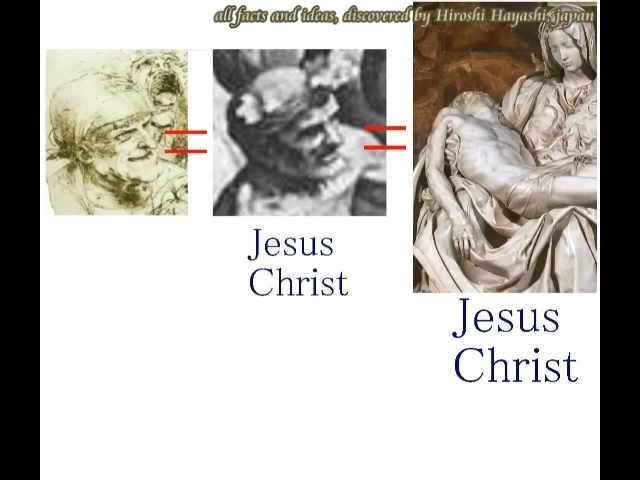 all facts and ideas, discovered by Hiroshi Hayashi, japan
Jesus
Christ
Jesus
Christ